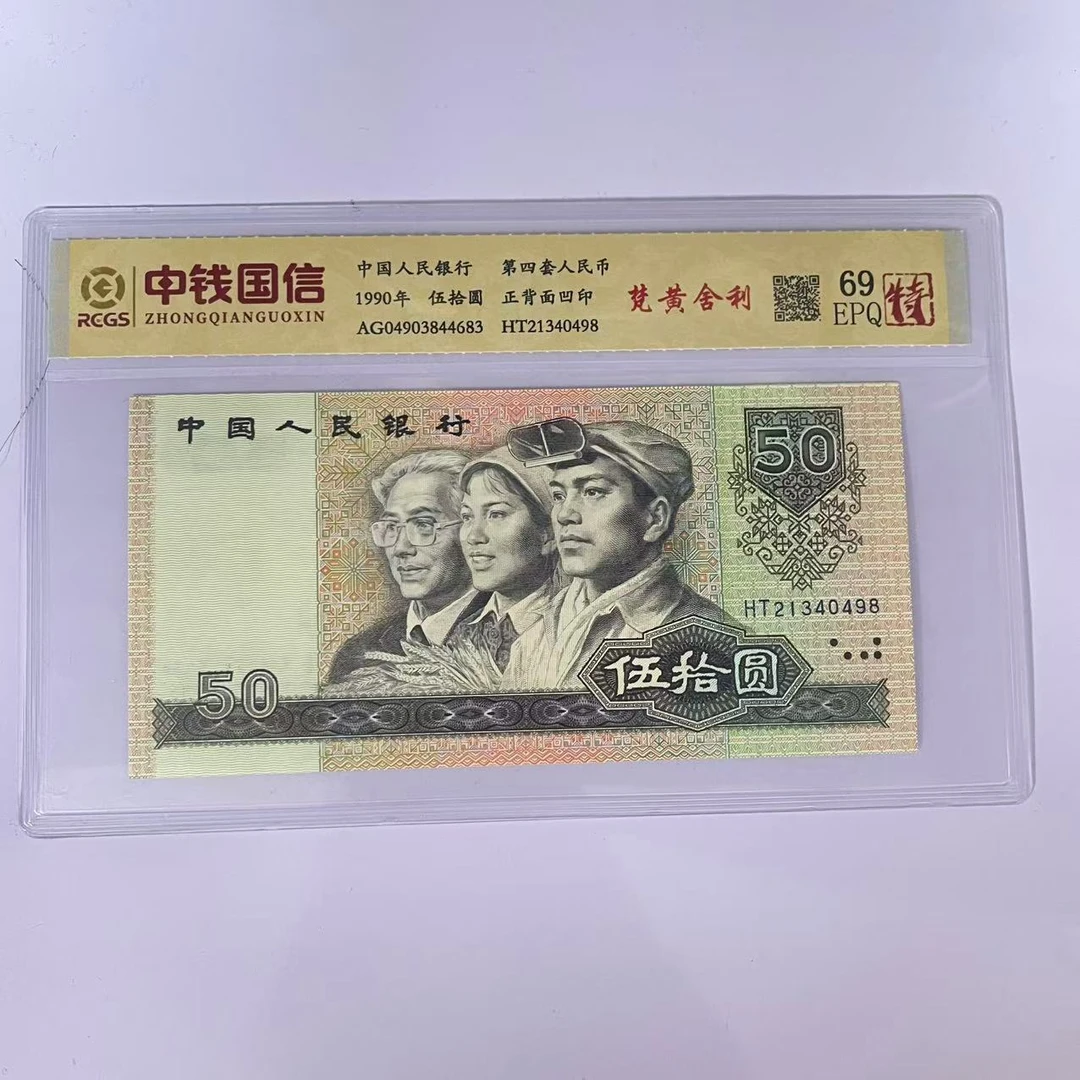 RCGS
中钱国信
ZHONGQIANGUOXIN
中国人民银行 第四套人民币
1990年 伍拾圆 正背面凹印
AG04903844683 HT21340498
梵黄舍利
69
EPQ
特
中国人民银行
50
HT21340498
伍拾圆
50